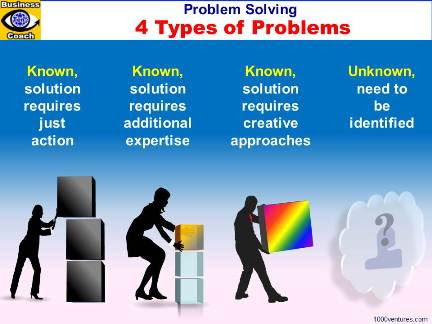 Business
Coach
Problem Solving
4 Types of Problems
Known,
solution
requires
just
action
Known,
solution
requires
additional
expertise
Known,
solution
requires
creative
approaches
Unknown,
need to
be
identified
?
1000ventures.com